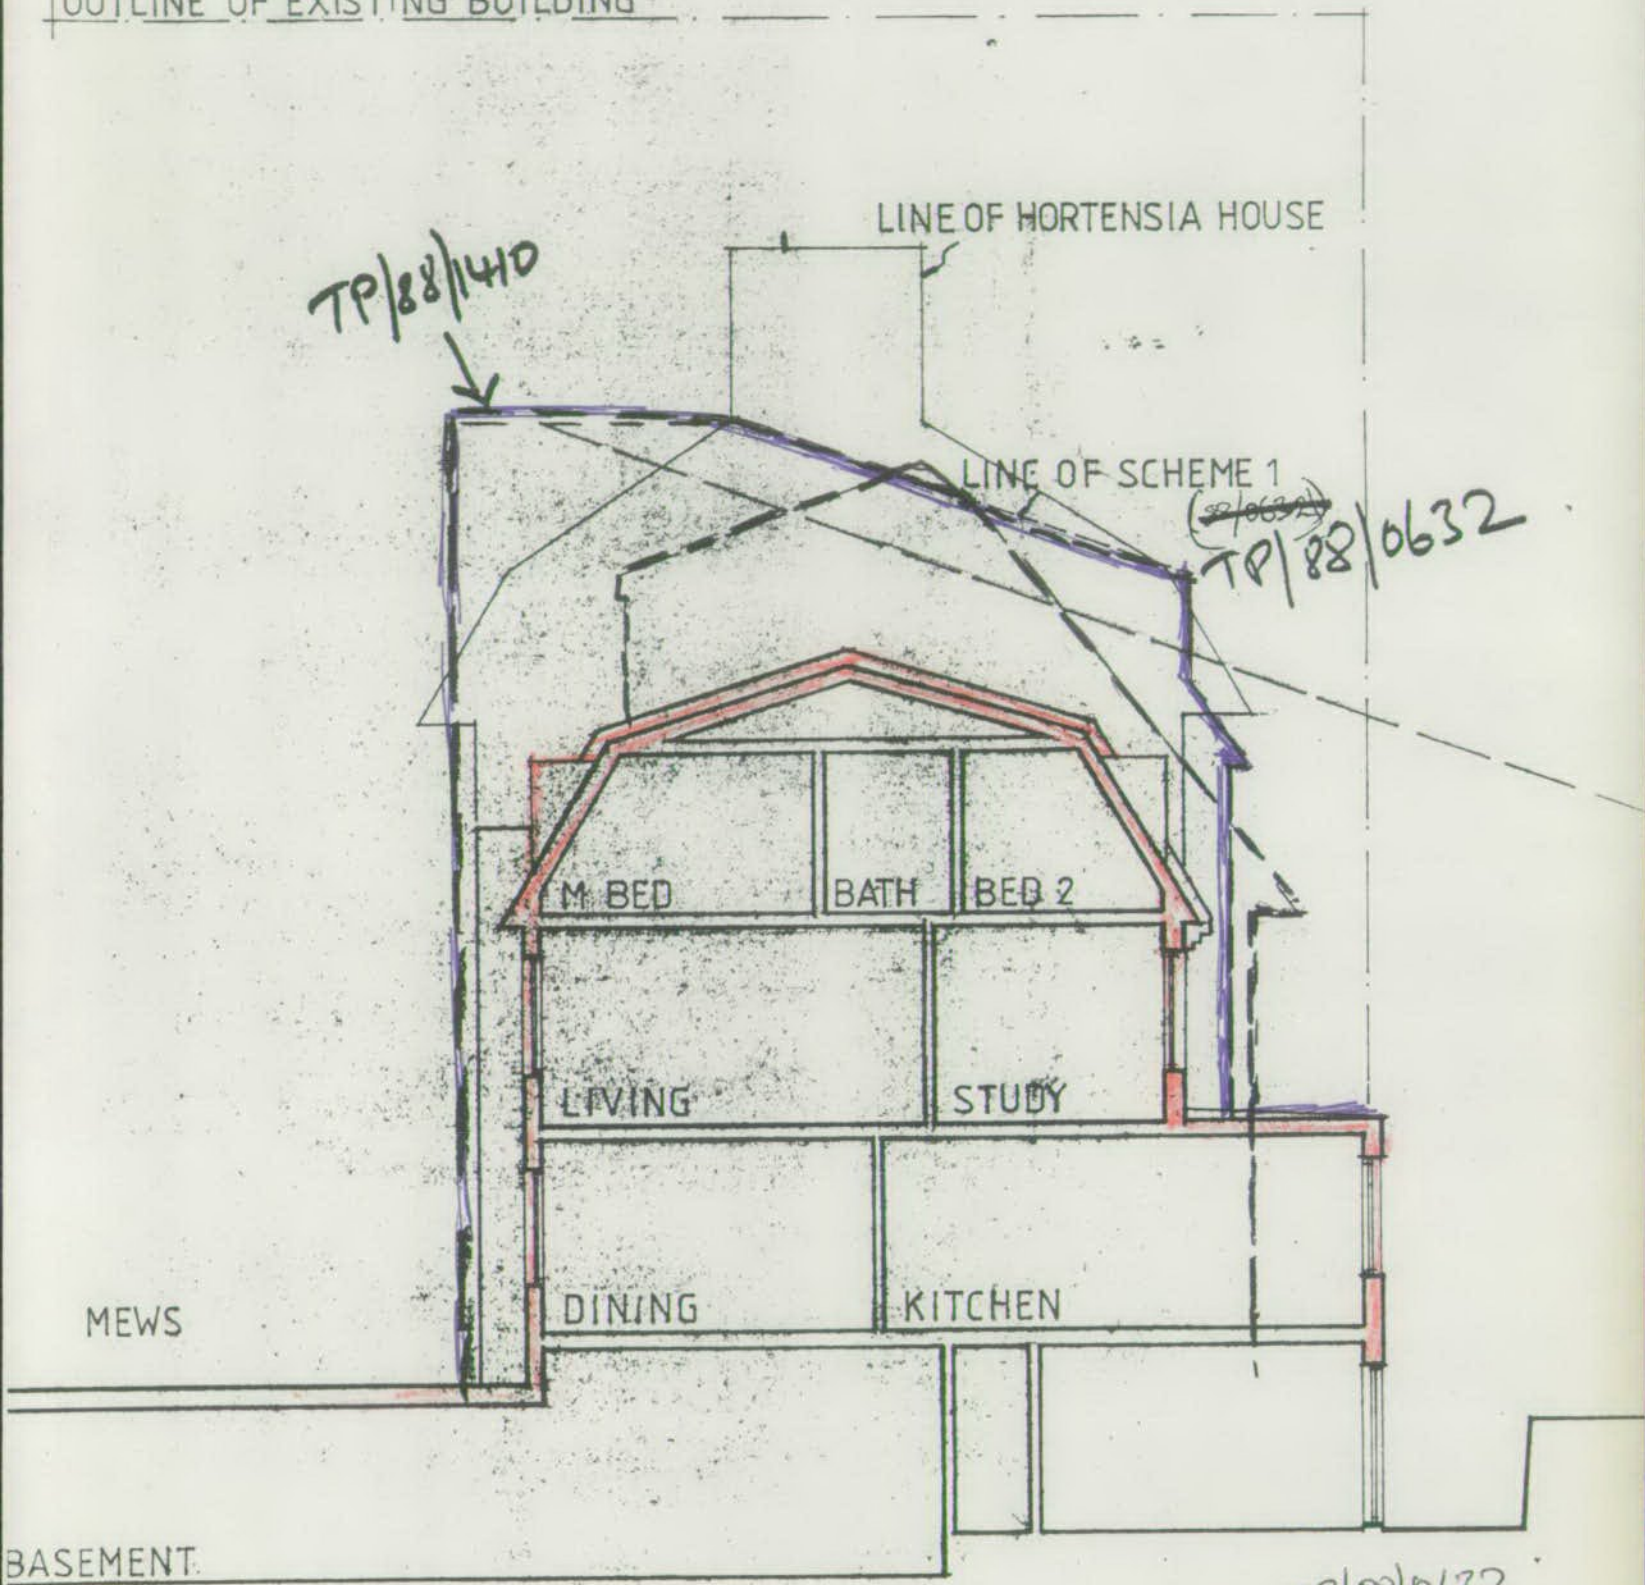 OUTLINE OF EXISTING BUILDING
LINE OF HORTENSIA HOUSE
TP/88/1410
LINE OF SCHEME 1
TP/88/0632
M BED
BATH
BED 2
LIVING
STUDY
DINING
KITCHEN
MEWS
BASEMENT